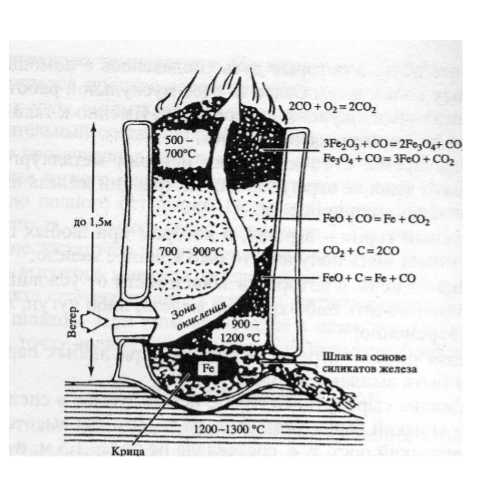 2CO + O₂ = 2CO₂
500 –
700°C
3Fe₂O₃ + CO = 2Fe₃O₄ + CO
Fe₃O₄ + CO = 3FeO + CO₂
до 1,5м
FeO + CO = Fe + CO₂
700 – 900°C
CO₂ + C = 2CO
FeO + C = Fe + CO
Зона
окисления
Ветер
900 –
1200 °C
Шлак на основе
силикатов железа
Fe
1200–1300 °C
Крица